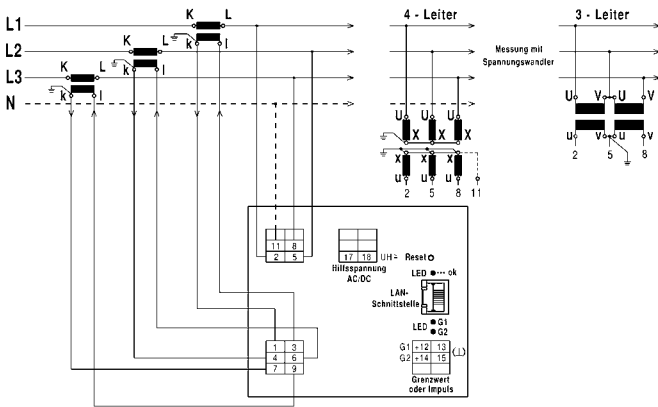 K L 4 - Leiter 3 - Leiter
L1
K L k l
L2
K L k l Messung mit
Spannungswandler
L3
k l
N
U U U U V U V
X X X
X X X u v u v
u u u 2 5 8
2 5 8 11
11 8
2 5 17 18 UH≂ Reset
Hilfsspannung
AC/DC
LED ok
LAN-
Schnittstelle
LED G1
G2
1 3 G1 +12 13 (⊥)
4 6 G2 +14 15
7 9
Grenzwert
oder Impuls